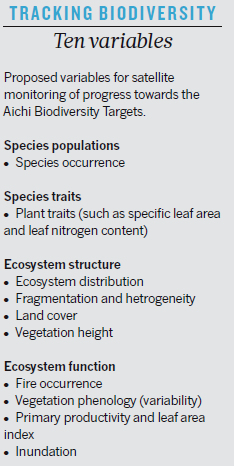 TRACKING BIODIVERSITY
Ten variables
Proposed variables for satellite
monitoring of progress towards the
Aichi Biodiversity Targets.
Species populations
• Species occurrence
Species traits
• Plant traits (such as specific leaf area
and leaf nitrogen content)
Ecosystem structure
• Ecosystem distribution
• Fragmentation and hetrogeneity
• Land cover
• Vegetation height
Ecosystem function
• Fire occurrence
• Vegetation phenology (variability)
• Primary productivity and leaf area
index
• Inundation